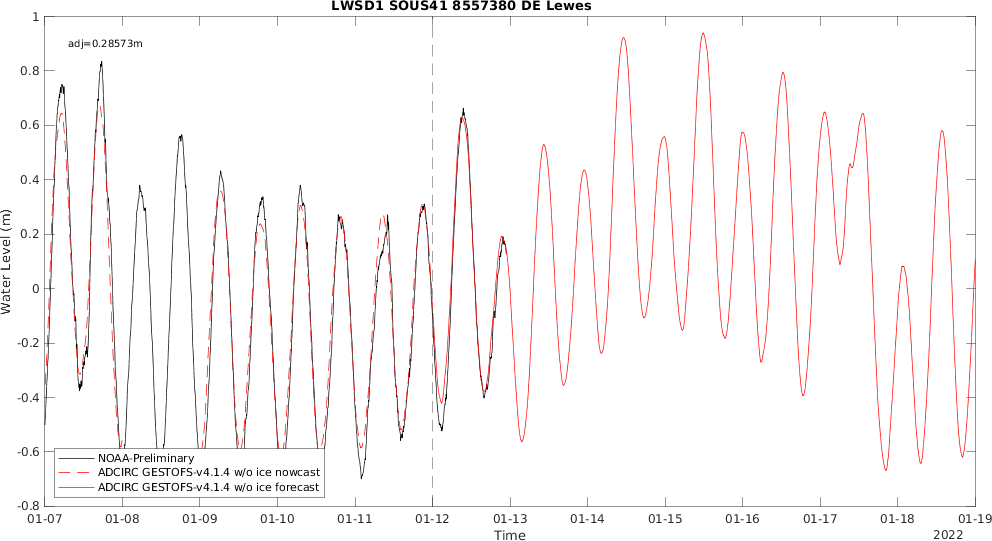 LWSD1 SOUS41 8557380 DE Lewes
adj=0.28573m
Water Level (m)
1
0.8
0.6
0.4
0.2
0
-0.2
-0.4
-0.6
-0.8
NOAA-Preliminary
ADCIRC GESTOFS-v4.1.4 w/o ice nowcast
ADCIRC GESTOFS-v4.1.4 w/o ice forecast
01-07 01-08 01-09 01-10 01-11 01-12 01-13 01-14 01-15 01-16 01-17 01-18 01-19
Time
2022